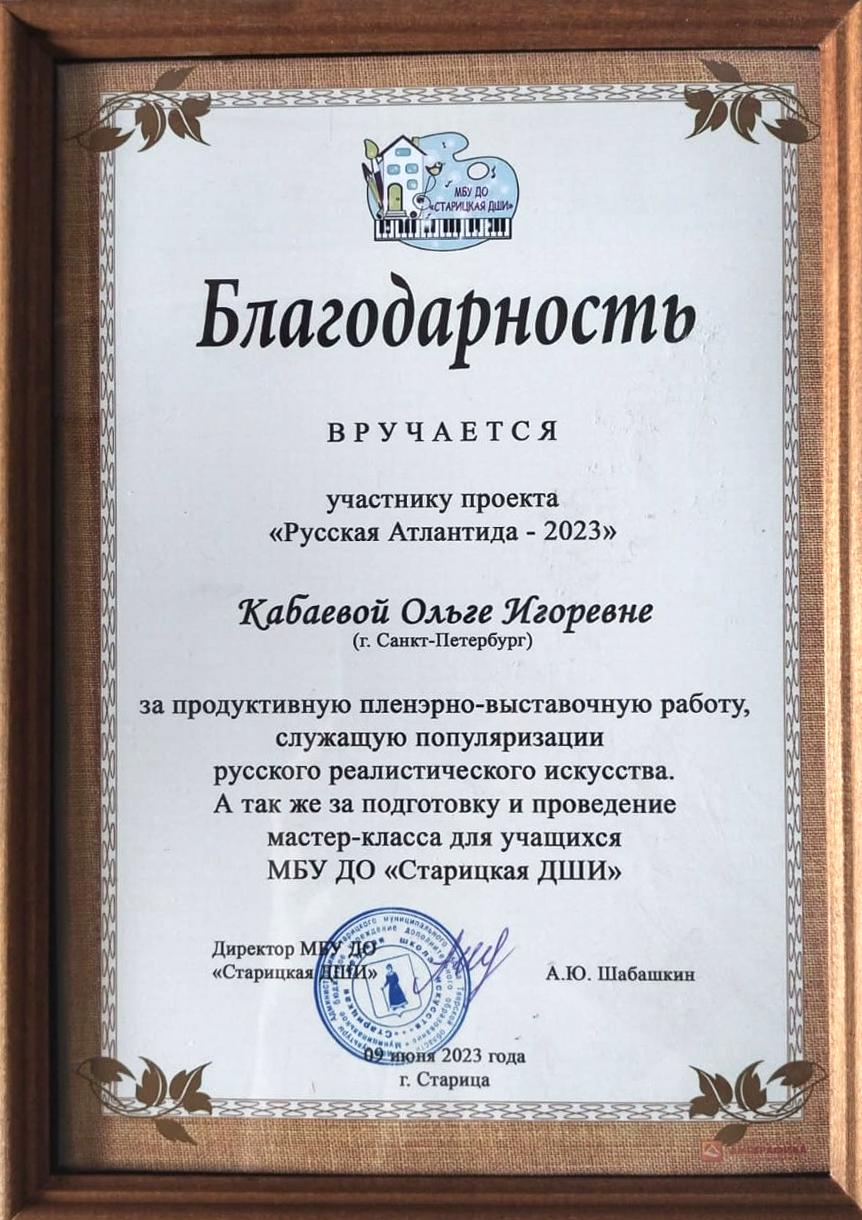 МБУ ДО
«СТАРИЦКАЯ ДШИ»
Благодарность
ВРУЧАЕТСЯ
участнику проекта
«Русская Атлантида - 2023»
Кабаевой Ольге Игоревне
(г. Санкт-Петербург)
за продуктивную пленэрно-выставочную работу,
служащую популяризации
русского реалистического искусства.
А так же за подготовку и проведение
мастер-класса для учащихся
МБУ ДО «Старицкая ДШИ»
Директор МБУ ДО
«Старицкая ДШИ»
А.Ю. Шабашкин
09 июня 2023 года
г. Старица